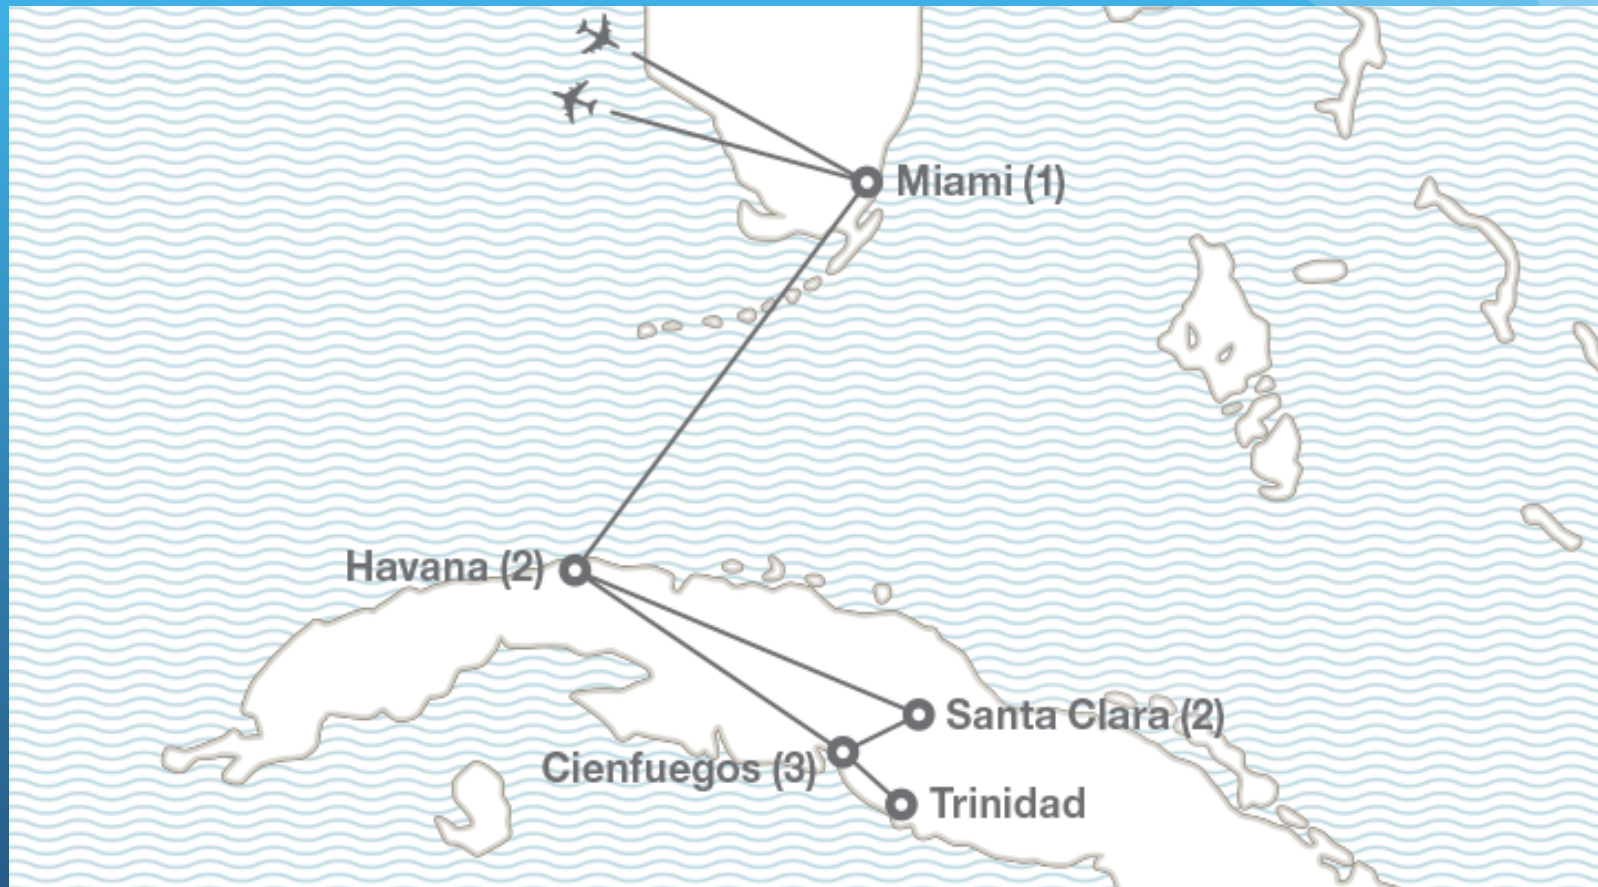 Miami (1)
Havana (2)
Santa Clara (2)
Cienfuegos (3)
Trinidad